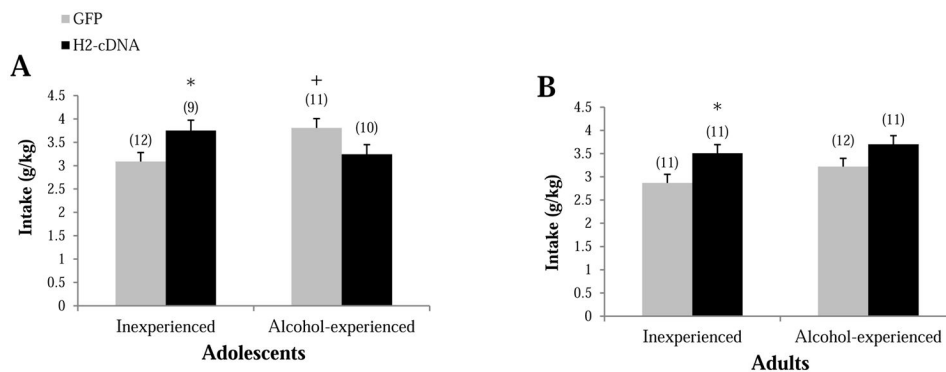 GFP
H2-cDNA
A
Intake (g/kg)
4.5
4
3.5
3
2.5
2
1.5
1
0.5
0
(12)
*
(9)
+
(11)
(10)
Inexperienced
Alcohol-experienced
Adolescents
B
Intake (g/kg)
4.5
4
3.5
3
2.5
2
1.5
1
0.5
0
(11)
*
(11)
(12)
(11)
Inexperienced
Alcohol-experienced
Adults